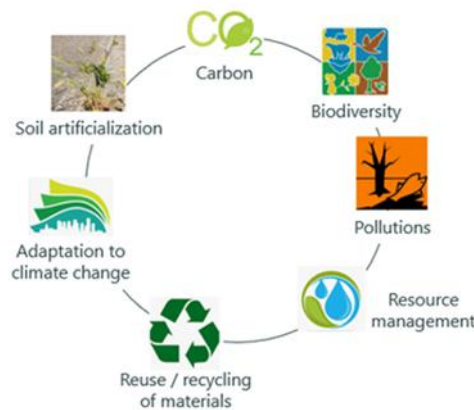 CO2
Carbon
Biodiversity
Pollutions
Resource
management
Reuse / recycling
of materials
Adaptation to
climate change
Soil artificialization